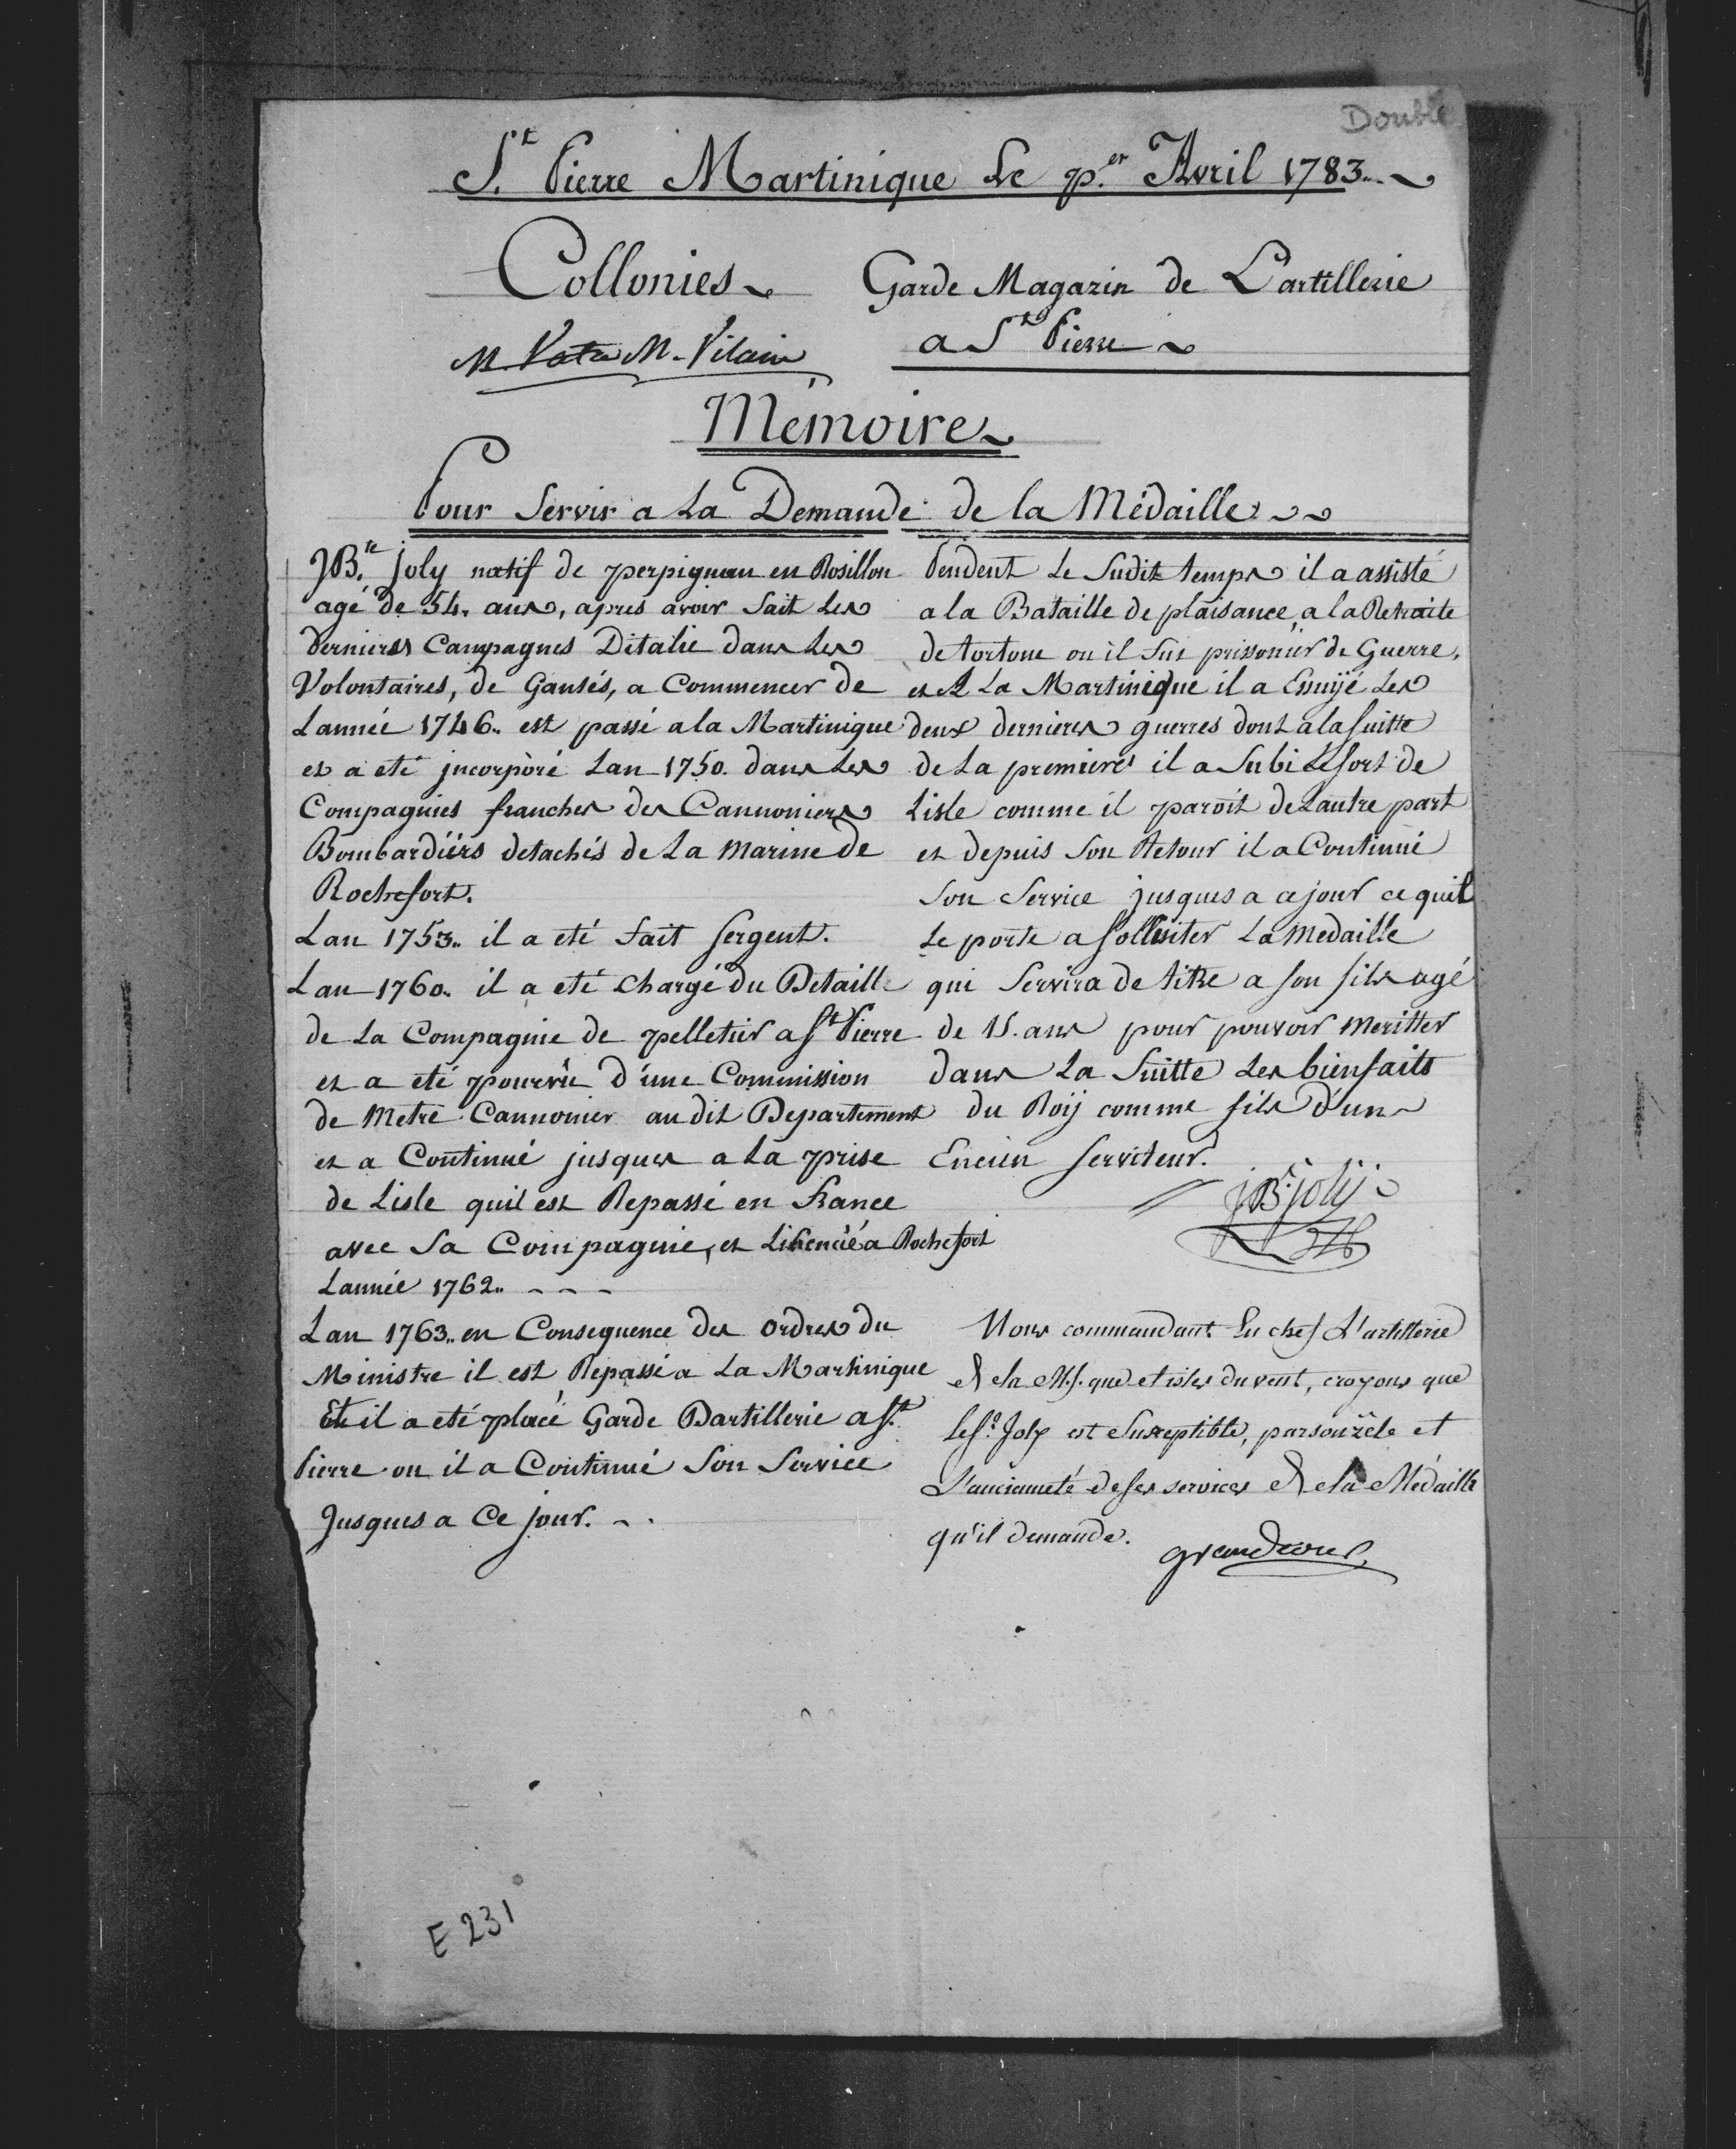 Double
S.t Pierre Martinique Le p.er Avril 1783.
Collonies
M. Vata M. Vilain
Garde Magazin de Lartillerie
a St Pierre
Mémoire
Pour Servir a La Demande de la Médaille
JB.te Joly natif de perpignan en Rosillon
agé de 54. ans, apres avoir fait Les
dernieres Campagnes Ditalie dans Les
Volontaires, de Gansés, a Commencer de
Lannée 1746.. est passé a la Martinique
et a eté jncorporé Lan 1750. dans Les
Compagnies franches des Cannoniers
Bombardiérs detachés de La Marine de
Rochefort.
Lan 1753.. il a eté fait Sergent.
Lan 1760. il a eté chargé du Detaill
de La Compagnie de pelletier a St Pierre
et a eté pourvû d'une Commission
de Metre Cannonier au dit Departement
et a Continué jusques a La prise
de Lisle quil est Repassé en France
avec Sa Compagnie, et Licencié a Rochefort
Lannée 1762..
Lan 1763.. en Consequence des ordres du
Ministre il est Repassé a La Martinique
Et il a eté placé Garde Dartillerie a St.
Pierre ou il a Continué Son Service
Jusques a Ce jour.
Pendent Le Sudit temps il a assisté
a la Bataille de plaisance, a la Retraite
de tortone ou il fut prisonier de Guerre,
et A La Martinique il a Essuyé Les
deux dernieres guerres dont a la Suitte
de La premiere il a Subi Le sort de
Lisle comme il paroit de Lautre part
et depuis Son Retour il a Continué
Son Service jusques a ce jour ce quil
Le porte a solliciter La Medaille
qui Servira de titre a son fils agé
de 15. ans pour pouvoir Meritter
dans La Suitte Les bienfaits
du Roij comme fils d'un
Encien Serviteur.
JB. Joly
Nous commandant En chef L'artillerie
de la M.que et isles du vent, croyons que
Le S.r Joly est Susceptible, par son zèle et
L'ancienneté de ses services de la Médaille
qu'il demande.
Grandcour
E 231